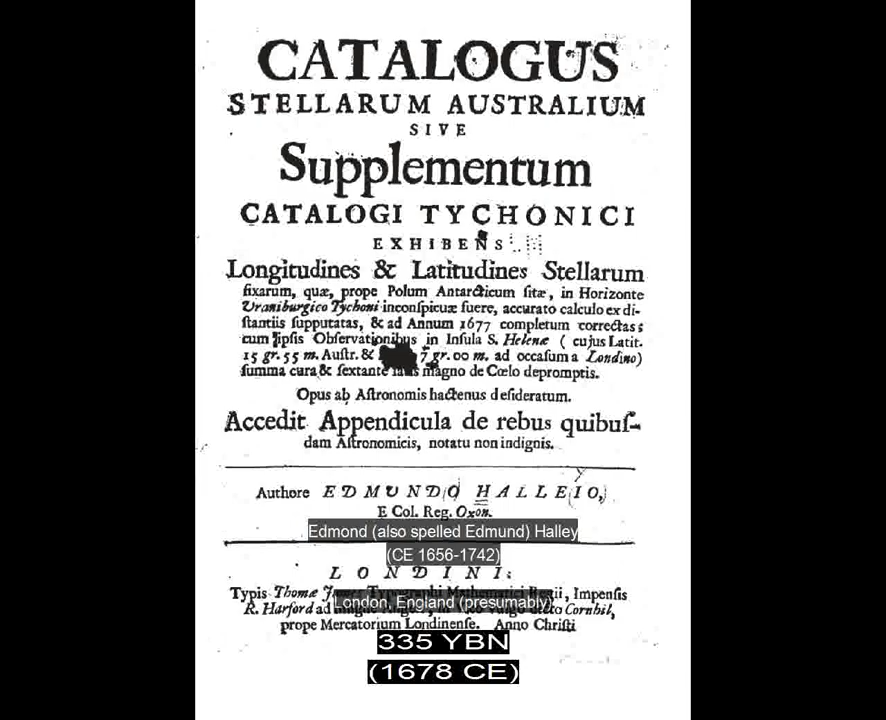 CATALOGUS
STELLARUM AUSTRALIUM
SIVE
Supplementum
CATALOGI TYCHONICI
EXHIBENS
Longitudines & Latitudines Stellarum
fixarum, quæ, prope Polum Antarcticum sitæ, in Horizonte
Uraniburgico Tychoni inconspicuæ fuere, accurato calculo ex di-
stantiis supputatas, & ad Annum 1677 completum correctas;
cum ipsis Observationibus in Insula S. Helenæ ( cujus Latit.
15 gr. 55 m. Austr. & 7 gr. 00 m. ad occasum a Londino)
summa cura & sextante magno de Cœlo depromptis.
Opus ab Astronomis hactenus desideratum.
Accedit Appendicula de rebus quibus-
dam Astronomicis, notatu non indignis.
Authore EDMUNDO HALLEIO,
E Col. Reg. Oxon.
Edmond (also spelled Edmund) Halley
(CE 1656-1742)
LONDINI:
Typis Thomæ James Typographi Mathematici Regii, Impensis
London, England (presumably)
R. Harford ad Cornhil,
prope Mercatorium Londinense. Anno Christi
335 YBN
(1678 CE)